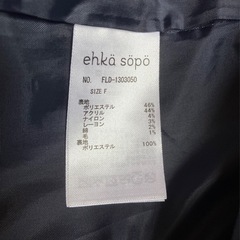 ehkä söpö
NO. FLD-1303050
SIZE F
表地
ポリエステル 46%
アクリル 44%
ナイロン 4%
レーヨン 3%
綿 2%
毛 1%
裏地
ポリエステル 100%